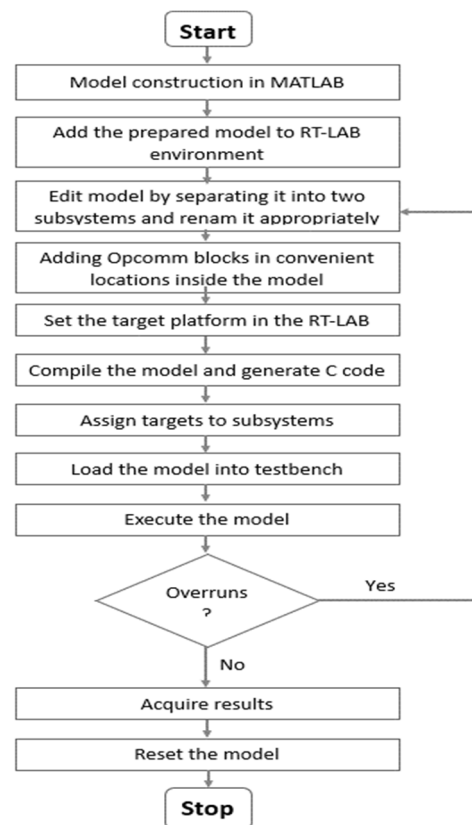 Start
Model construction in MATLAB
Add the prepared model to RT-LAB
environment
Edit model by separating it into two
subsystems and renam it appropriately
Adding Opcomm blocks in convenient
locations inside the model
Set the target platform in the RT-LAB
Compile the model and generate C code
Assign targets to subsystems
Load the model into testbench
Execute the model
Overruns
?
Yes
No
Acquire results
Reset the model
Stop